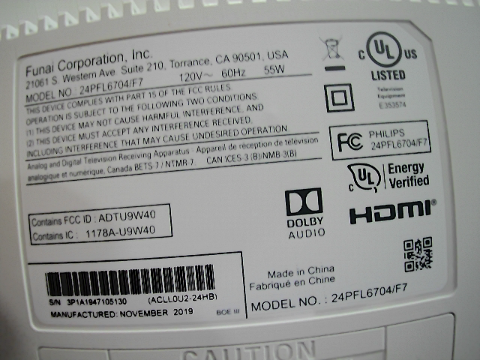 Funai Corporation, Inc.
21061 S. Western Ave. Suite 210, Torrance, CA 90501, USA
MODEL NO.: 24PFL6704/F7 120V~ 60Hz 55W
THIS DEVICE COMPLIES WITH PART 15 OF THE FCC RULES.
OPERATION IS SUBJECT TO THE FOLLOWING TWO CONDITIONS:
(1) THIS DEVICE MAY NOT CAUSE HARMFUL INTERFERENCE, AND
(2) THIS DEVICE MUST ACCEPT ANY INTERFERENCE RECEIVED,
INCLUDING INTERFERENCE THAT MAY CAUSE UNDESIRED OPERATION.
Analog and Digital Television Receiving Apparatus · Appareil de réception de télévision
analogique et numérique, Canada BETS-7 / NTMR-7 CAN ICES-3 (B)/NMB-3(B)
c UL US
LISTED
Television
Equipment
E353574
FC PHILIPS
24PFL6704/F7
UL Energy
Verified
Contains FCC ID : ADTU9W40
Contains IC : 1178A-U9W40
DOLBY
AUDIO
HDMI
S/N 3P1A1947105130 (ACLL0U2-24HB)
MANUFACTURED: NOVEMBER 2019 BOE
Made in China
Fabriqué en Chine
MODEL NO. : 24PFL6704/F7
CAUTION